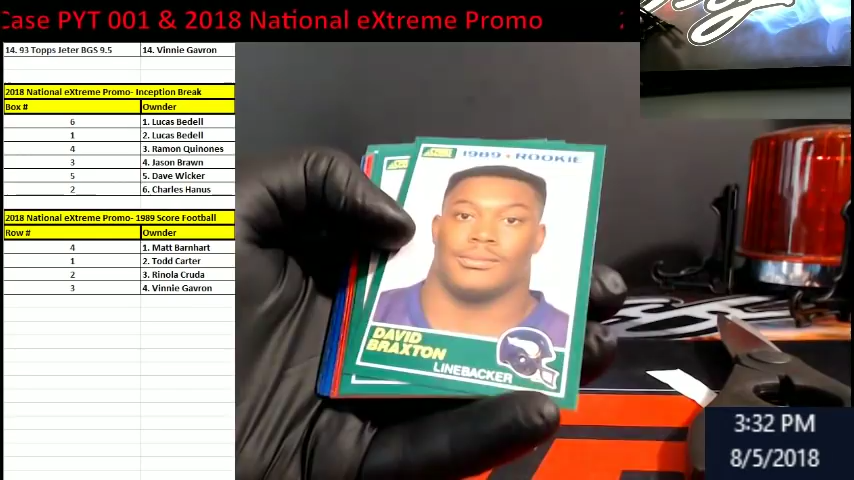 Case PYT 001 & 2018 National eXtreme Promo
14. 93 Topps Jeter BGS 9.5 14. Vinnie Gavron
2018 National eXtreme Promo- Inception Break
Box # Ownder
6 1. Lucas Bedell
1 2. Lucas Bedell
4 3. Ramon Quinones
3 4. Jason Brawn
5 5. Dave Wicker
2 6. Charles Hanus
2018 National eXtreme Promo- 1989 Score Football
Row # Ownder
4 1. Matt Barnhart
1 2. Todd Carter
2 3. Rinola Cruda
3 4. Vinnie Gavron
SCORE 1989 • ROOKIE
DAVID
BRAXTON
LINEBACKER
3:32 PM
8/5/2018